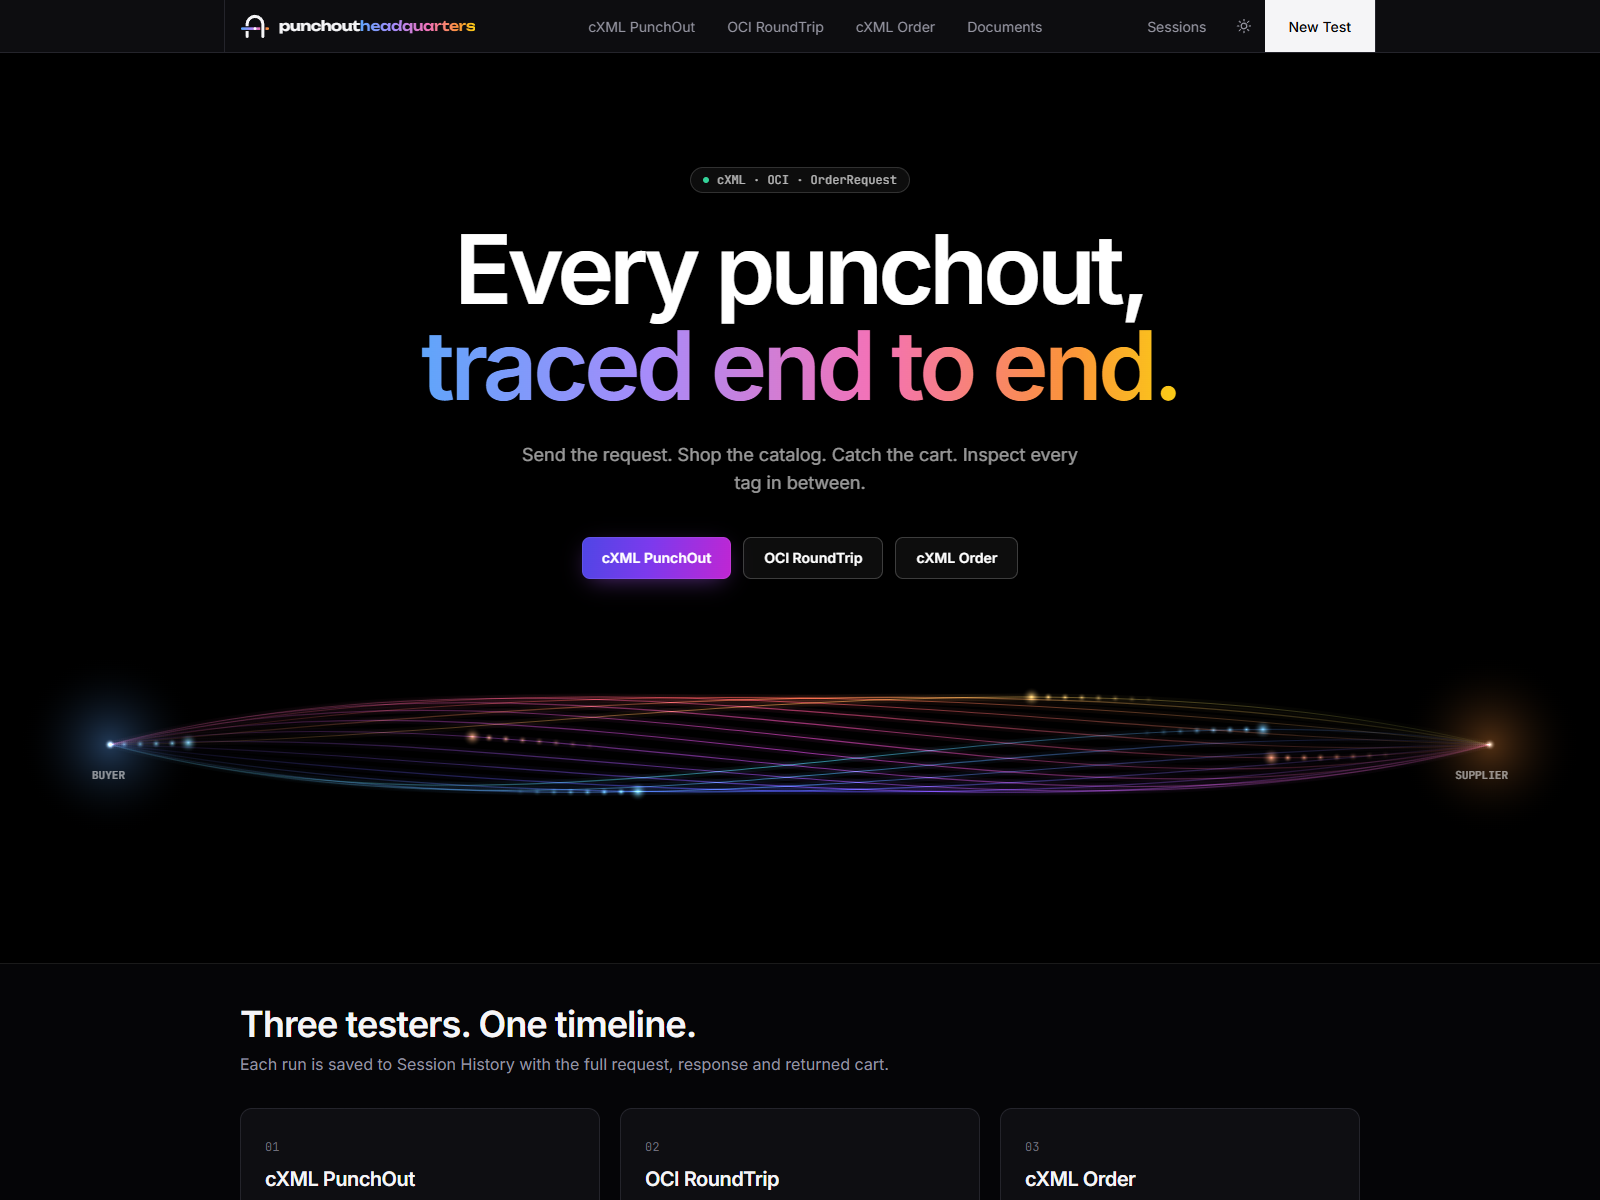 punchoutheadquarters
cXML PunchOut
OCI RoundTrip
cXML Order
Documents
Sessions
New Test
cXML · OCI · OrderRequest
Every punchout,
traced end to end.
Send the request. Shop the catalog. Catch the cart. Inspect every
tag in between.
cXML PunchOut
OCI RoundTrip
cXML Order
BUYER
SUPPLIER
Three testers. One timeline.
Each run is saved to Session History with the full request, response and returned cart.
01
cXML PunchOut
02
OCI RoundTrip
03
cXML Order